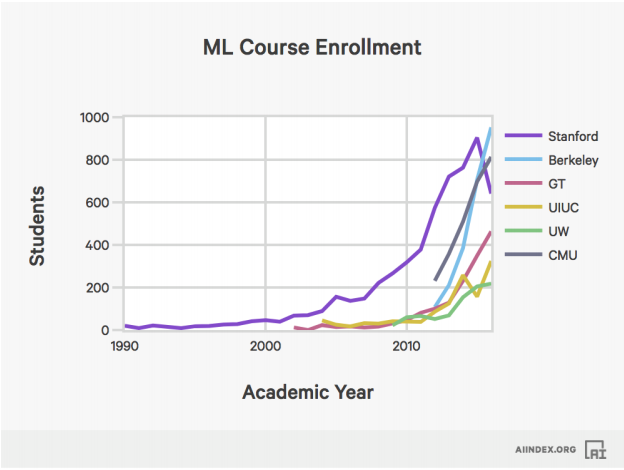 ML Course Enrollment
Students
1000
800
600
400
200
0
1990
2000
2010
Academic Year
Stanford
Berkeley
GT
UIUC
UW
CMU
AIINDEX.ORG
AI